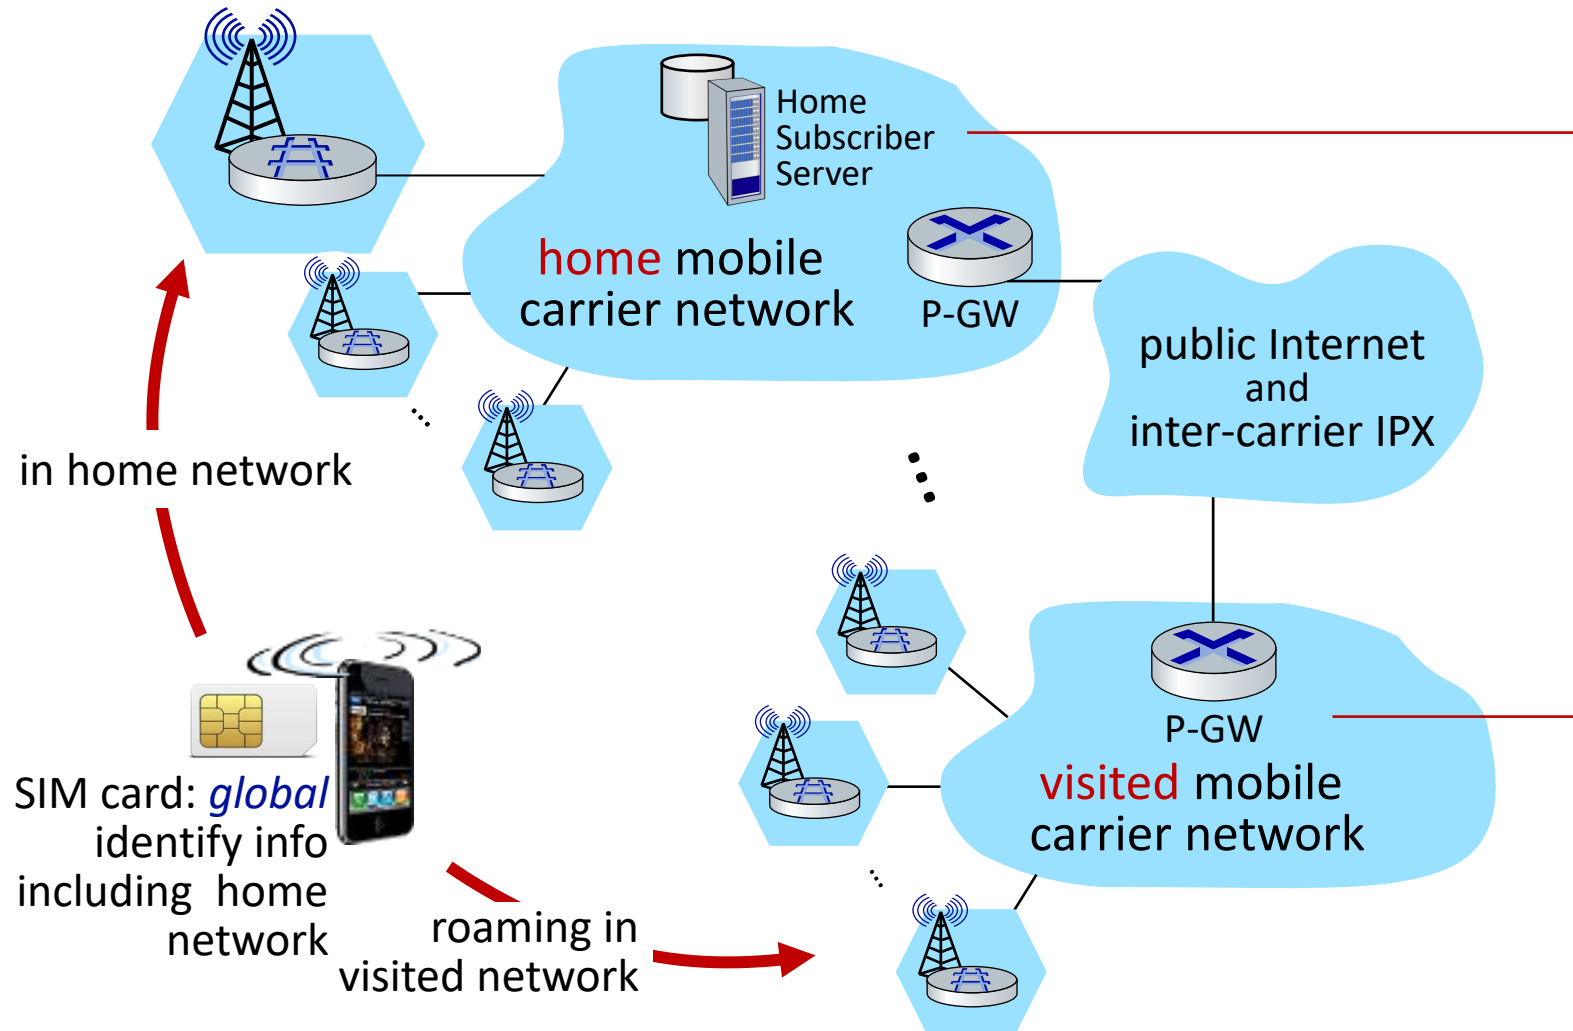 Home
Subscriber
Server
home mobile
carrier network
P-GW
public Internet
and
inter-carrier IPX
in home network
P-GW
visited mobile
carrier network
SIM card: global
identify info
including home
network
roaming in
visited network